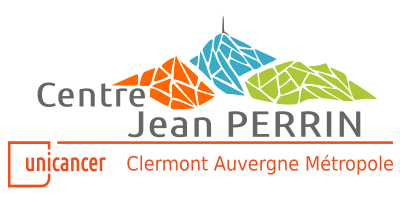 Centre
Jean PERRIN
unicancer
Clermont Auvergne Métropole